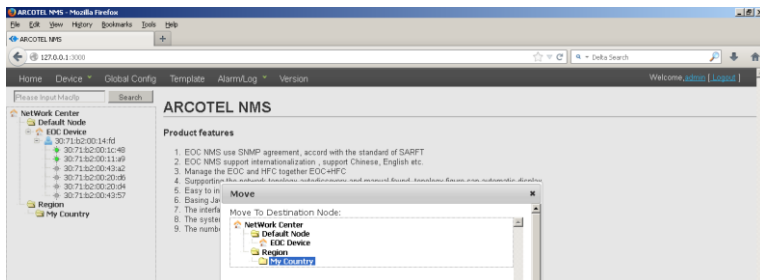 ARCOTEL NMS - Mozilla Firefox
File Edit View History Bookmarks Tools Help
ARCOTEL NMS +
127.0.0.1:3000 Delta Search
Home Device Global Config Template Alarm/Log Version Welcome,admin [ Logout ]
Please Input MacIp Search
NetWork Center
Default Node
EOC Device
30:71:b2:00:14:fd
30:71:b2:00:1c:48
30:71:b2:00:11:a9
30:71:b2:00:43:a2
30:71:b2:00:20:d6
30:71:b2:00:20:d4
30:71:b2:00:43:57
Region
My Country
ARCOTEL NMS
Product features
1. EOC NMS use SNMP agreement, accord with the standard of SARFT
2. EOC NMS support internationalization , support Chinese, English etc.
3. Manage the EOC and HFC together EOC+HFC
4. Supporting the network topology autodiscovery and manual found, topology figure can automatic display
5. Easy to in
6. Basing Ja
7. The interfa
8. The syste
9. The numb
Move
Move To Destination Node:
NetWork Center
Default Node
EOC Device
Region
My Country